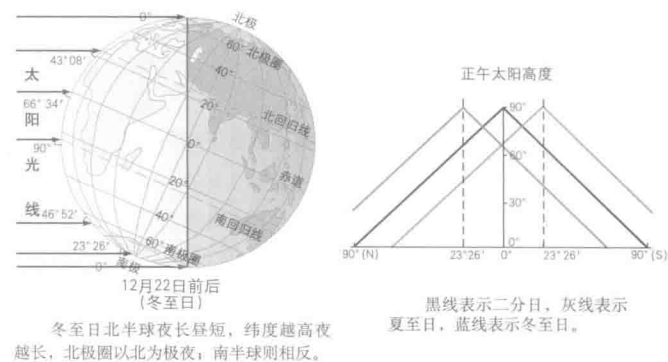 0°
北极
43°08′
60°北极圈
太
40°
66°34′
20°
北回归线
阳
90°
0°
赤道
光
20°
南回归线
线
46°52′
40°
23°26′
60°南极圈
0°
南极
12月22日前后
(冬至日)
冬至日北半球夜长昼短，纬度越高夜
越长，北极圈以北为极夜；南半球则相反。
正午太阳高度
90°
60°
30°
0°
90°(N)
23°26′
0°
23°26′
90°(S)
黑线表示二分日，灰线表示
夏至日，蓝线表示冬至日。